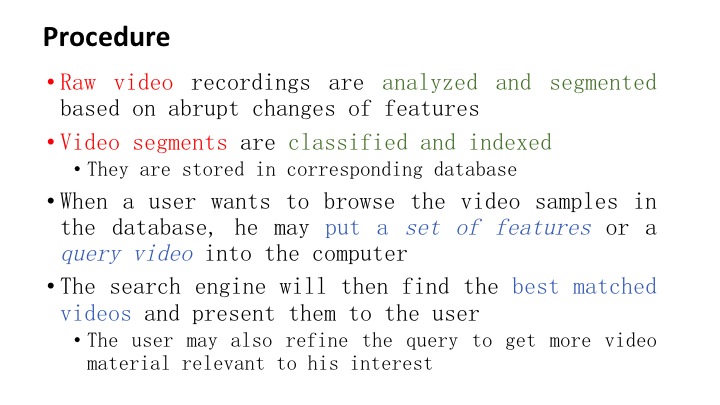 Procedure
• Raw video recordings are analyzed and segmented
based on abrupt changes of features
• Video segments are classified and indexed
• They are stored in corresponding database
• When a user wants to browse the video samples in
the database, he may put a set of features or a
query video into the computer
• The search engine will then find the best matched
videos and present them to the user
• The user may also refine the query to get more video
material relevant to his interest